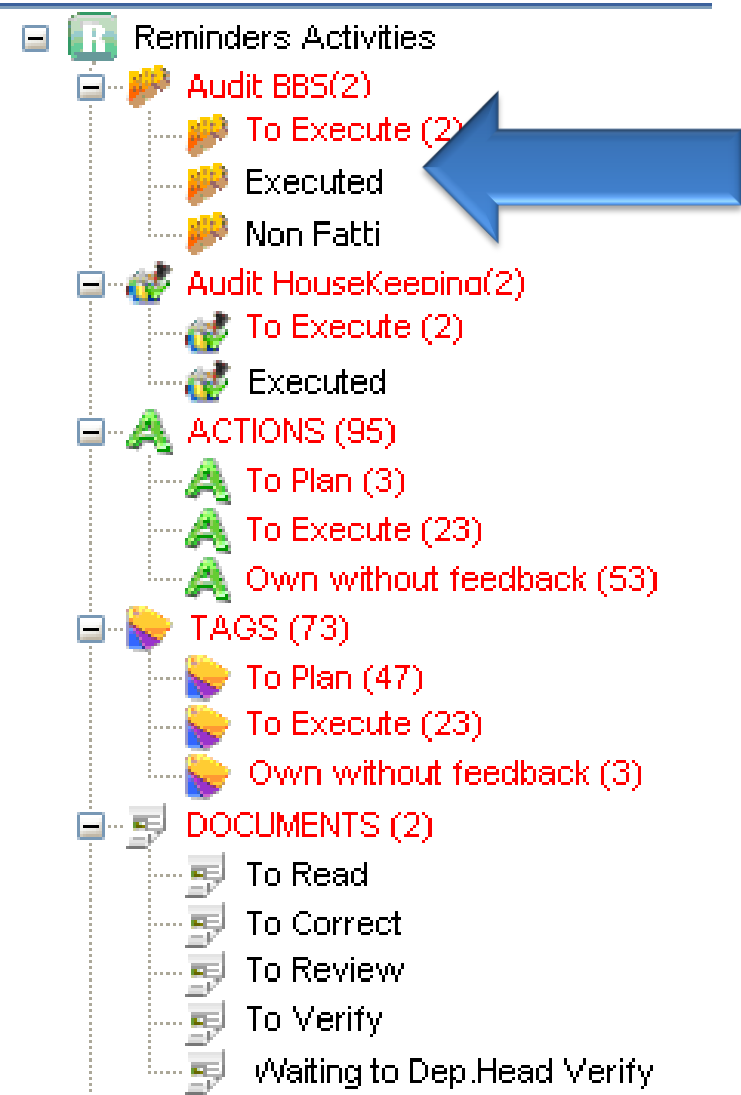 R Reminders Activities
Audit BBS(2)
To Execute (2)
Executed
Non Fatti
Audit HouseKeeping(2)
To Execute (2)
Executed
ACTIONS (95)
To Plan (3)
To Execute (23)
Own without feedback (53)
TAGS (73)
To Plan (47)
To Execute (23)
Own without feedback (3)
DOCUMENTS (2)
To Read
To Correct
To Review
To Verify
Waiting to Dep.Head Verify